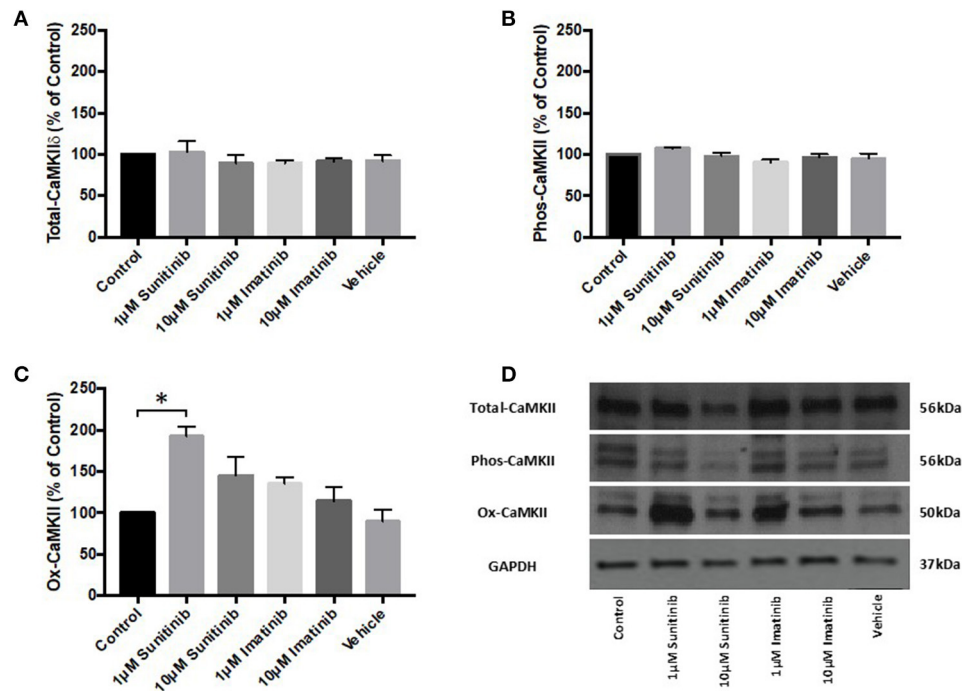 A
Total-CaMKIIδ (% of Control)
250
200
150
100
50
0
Control
1µM Sunitinib
10µM Sunitinib
1µM Imatinib
10µM Imatinib
Vehicle
B
Phos-CaMKII (% of Control)
250
200
150
100
50
0
Control
1µM Sunitinib
10µM Sunitinib
1µM Imatinib
10µM Imatinib
Vehicle
C
Ox-CaMKII (% of Control)
250
200
150
100
50
0
*
Control
1µM Sunitinib
10µM Sunitinib
1µM Imatinib
10µM Imatinib
Vehicle
D
Total-CaMKII 56kDa
Phos-CaMKII 56kDa
Ox-CaMKII 50kDa
GAPDH 37kDa
Control
1µM Sunitinib
10µM Sunitinib
1µM Imatinib
10µM Imatinib
Vehicle